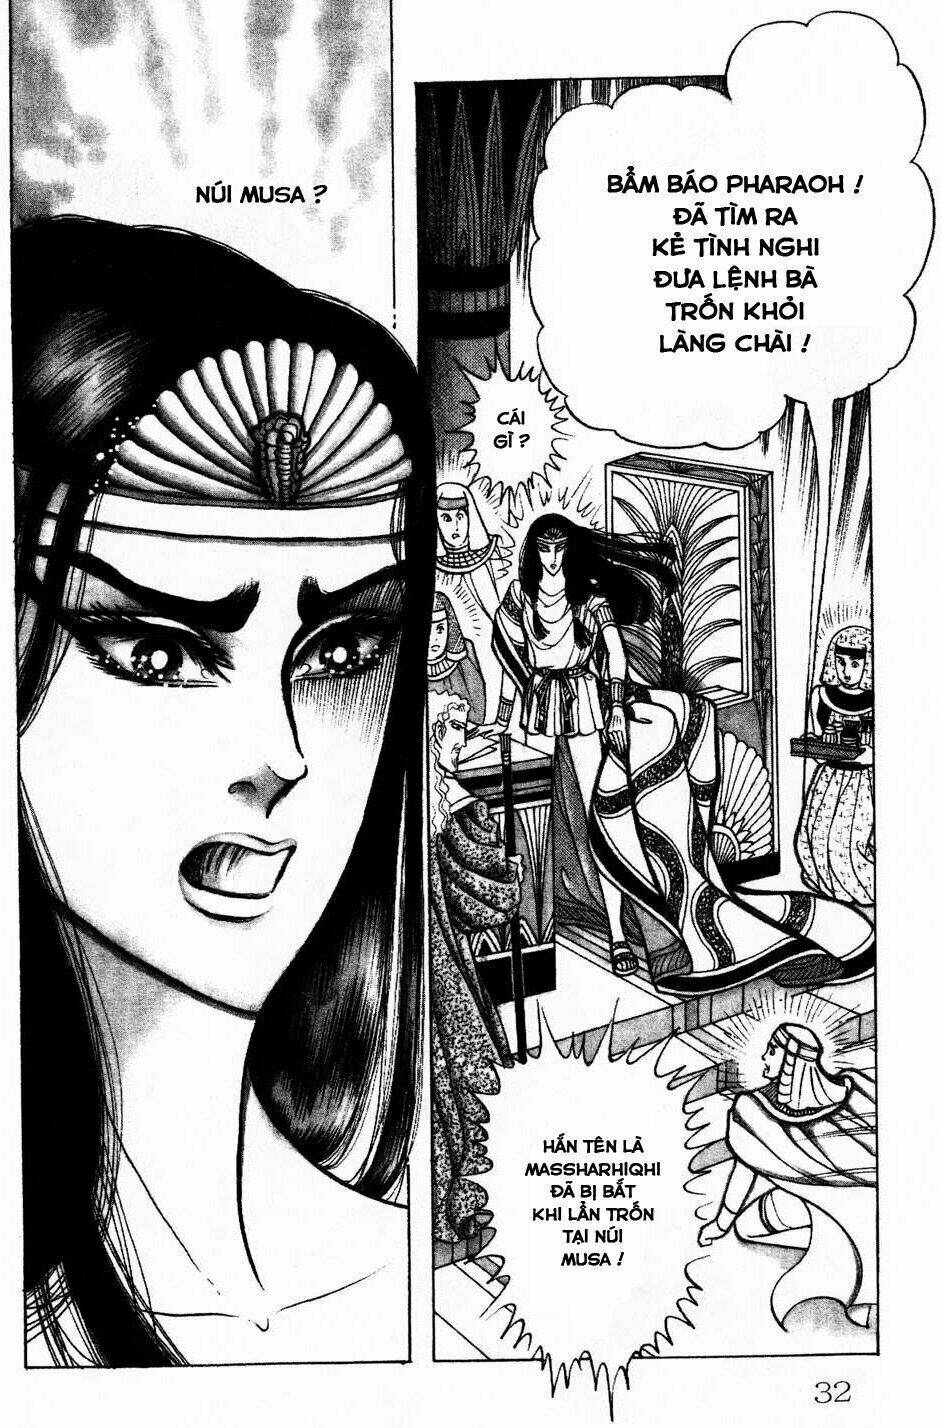 BẨM BÁO PHARAOH !
ĐÃ TÌM RA
KẺ TÌNH NGHI
ĐƯA LỆNH BÀ
TRỐN KHỎI
LÀNG CHÀI !
CÁI
GÌ ?
HẮN TÊN LÀ
MASSHARHIQHI
ĐÃ BỊ BẮT
KHI LẨN TRỐN
TẠI NÚI
MUSA !
NÚI MUSA ?
32